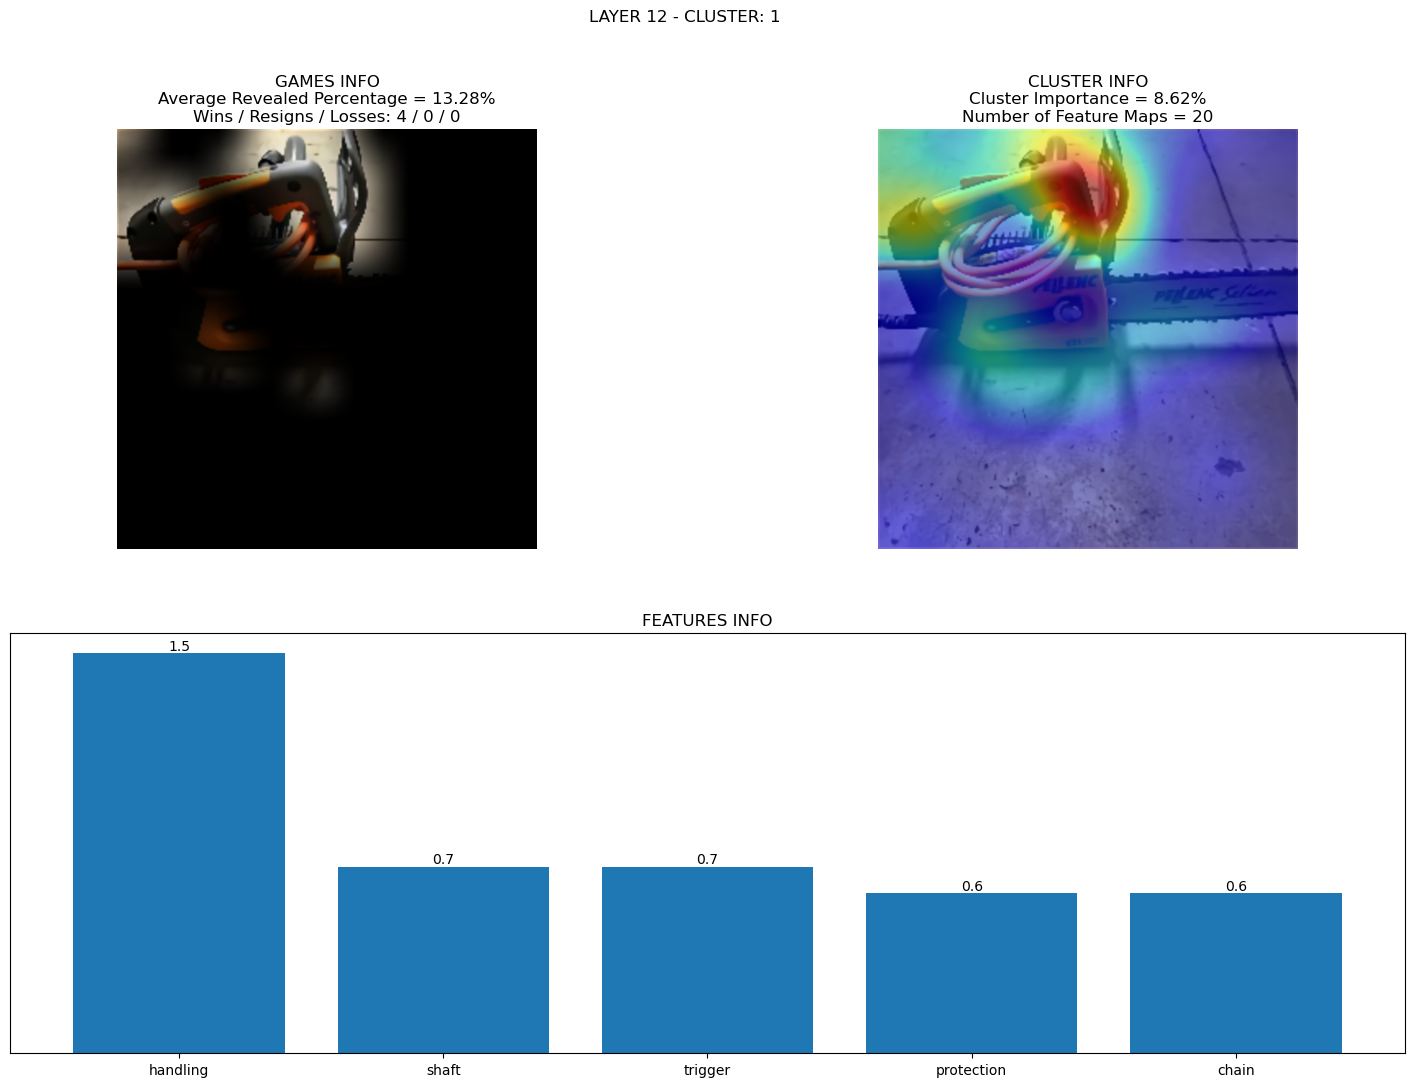 LAYER 12 - CLUSTER: 1
GAMES INFO
Average Revealed Percentage = 13.28%
Wins / Resigns / Losses: 4 / 0 / 0
CLUSTER INFO
Cluster Importance = 8.62%
Number of Feature Maps = 20
PELLENC
PELLENC Selion
FEATURES INFO
1.5
0.7
0.7
0.6
0.6
handling
shaft
trigger
protection
chain